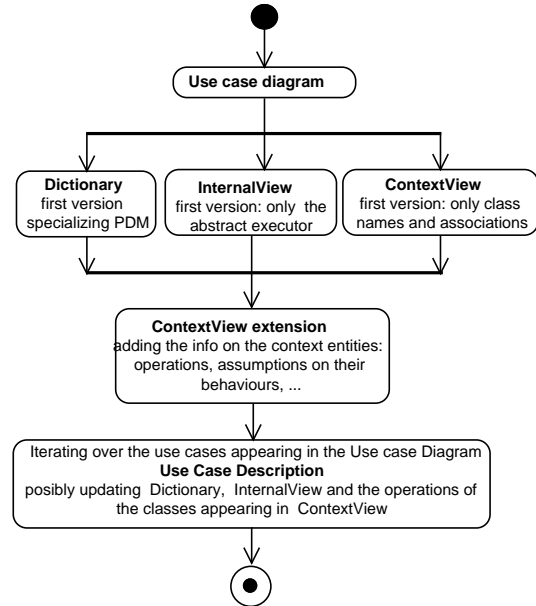 Use case diagram
Dictionary
first version
specializing PDM
InternalView
first version: only the
abstract executor
ContextView
first version: only class
names and associations
ContextView extension
adding the info on the context entities:
operations, assumptions on their
behaviours, ...
Iterating over the use cases appearing in the Use case Diagram
Use Case Description
posibly updating Dictionary, InternalView and the operations of
the classes appearing in ContextView